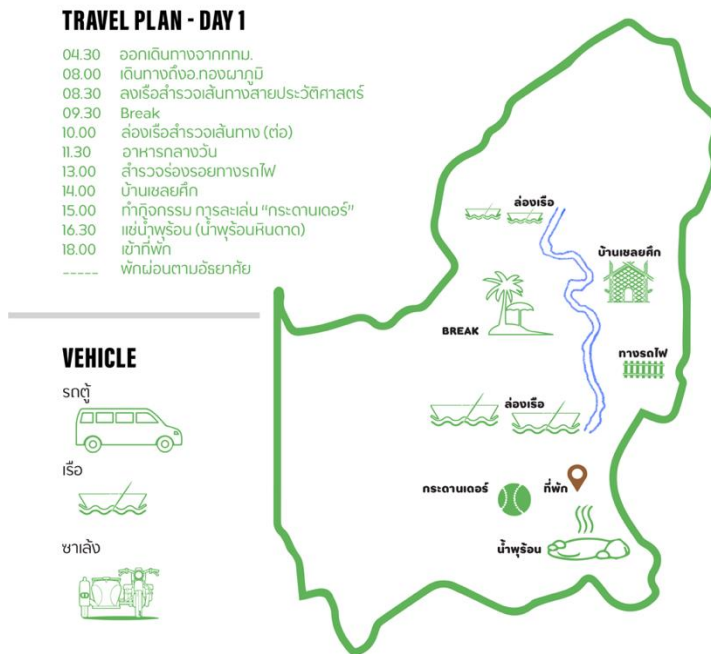 TRAVEL PLAN - DAY 1
04.30 ออกเดินทางจากกทม.
08.00 เดินทางถึงอ.ทองผาภูมิ
08.30 ลงเรือสำรวจเส้นทางสายประวัติศาสตร์
09.30 Break
10.00 ล่องเรือสำรวจเส้นทาง (ต่อ)
11.30 อาหารกลางวัน
13.00 สำรวจร่องรอยทางรถไฟ
14.00 บ้านเชลยศึก
15.00 ทำกิจกรรม การละเล่น “กระดานเดอร์”
16.30 แช่น้ำพุร้อน (น้ำพุร้อนหินดาด)
18.00 เข้าที่พัก
_____ พักผ่อนตามอัธยาศัย
ล่องเรือ
บ้านเชลยศึก
BREAK
ทางรถไฟ
ล่องเรือ
กระดานเดอร์
ที่พัก
น้ำพุร้อน
VEHICLE
รถตู้
เรือ
ซาเล้ง